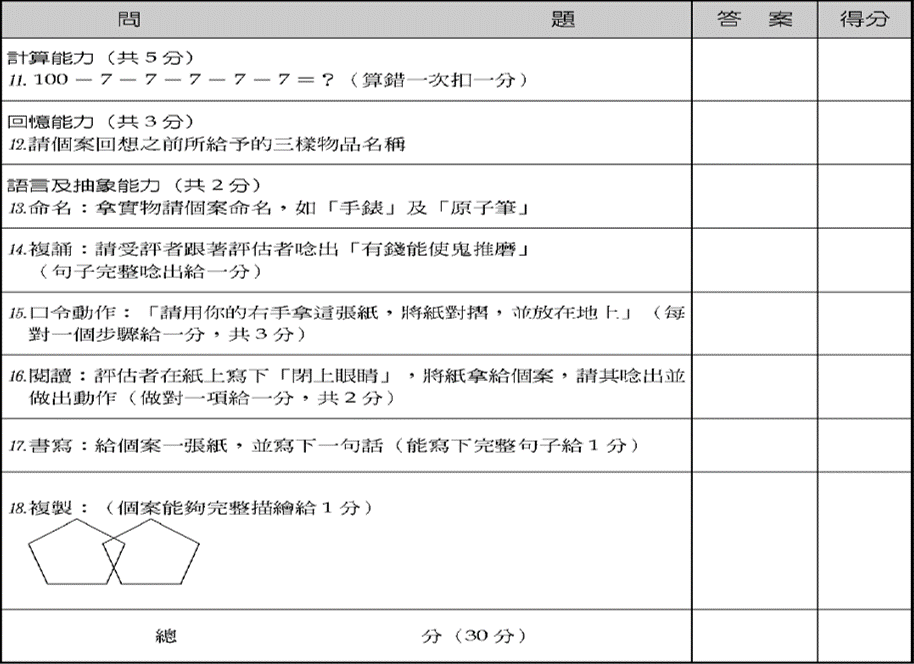 問 題 答 案 得分
計算能力（共５分）
11. 100－7－7－7－7－7＝？（算錯一次扣一分）
回憶能力（共３分）
12.請個案回想之前所給予的三樣物品名稱
語言及抽象能力（共２分）
13.命名：拿實物請個案命名，如「手錶」及「原子筆」
14.複誦：請受評者跟著評估者唸出「有錢能使鬼推磨」
（句子完整唸出給一分）
15.口令動作：「請用你的右手拿這張紙，將紙對摺，並放在地上」（每
對一個步驟給一分，共３分）
16.閱讀：評估者在紙上寫下「閉上眼睛」，將紙拿給個案，請其唸出並
做出動作（做對一項給一分，共２分）
17.書寫：給個案一張紙，並寫下一句話（能寫下完整句子給１分）
18.複製：（個案能夠完整描繪給１分）
總 分（30分）